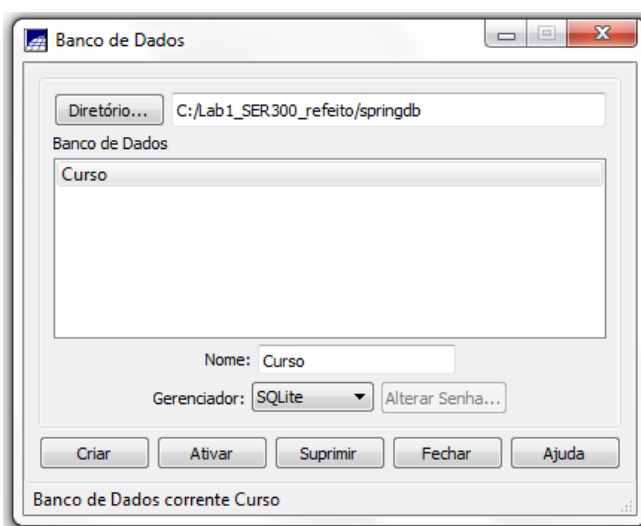 Banco de Dados
Diretório... C:/Lab1_SER300_refeito/springdb
Banco de Dados
Curso
Nome: Curso
Gerenciador: SQLite Alterar Senha...
Criar Ativar Suprimir Fechar Ajuda
Banco de Dados corrente Curso